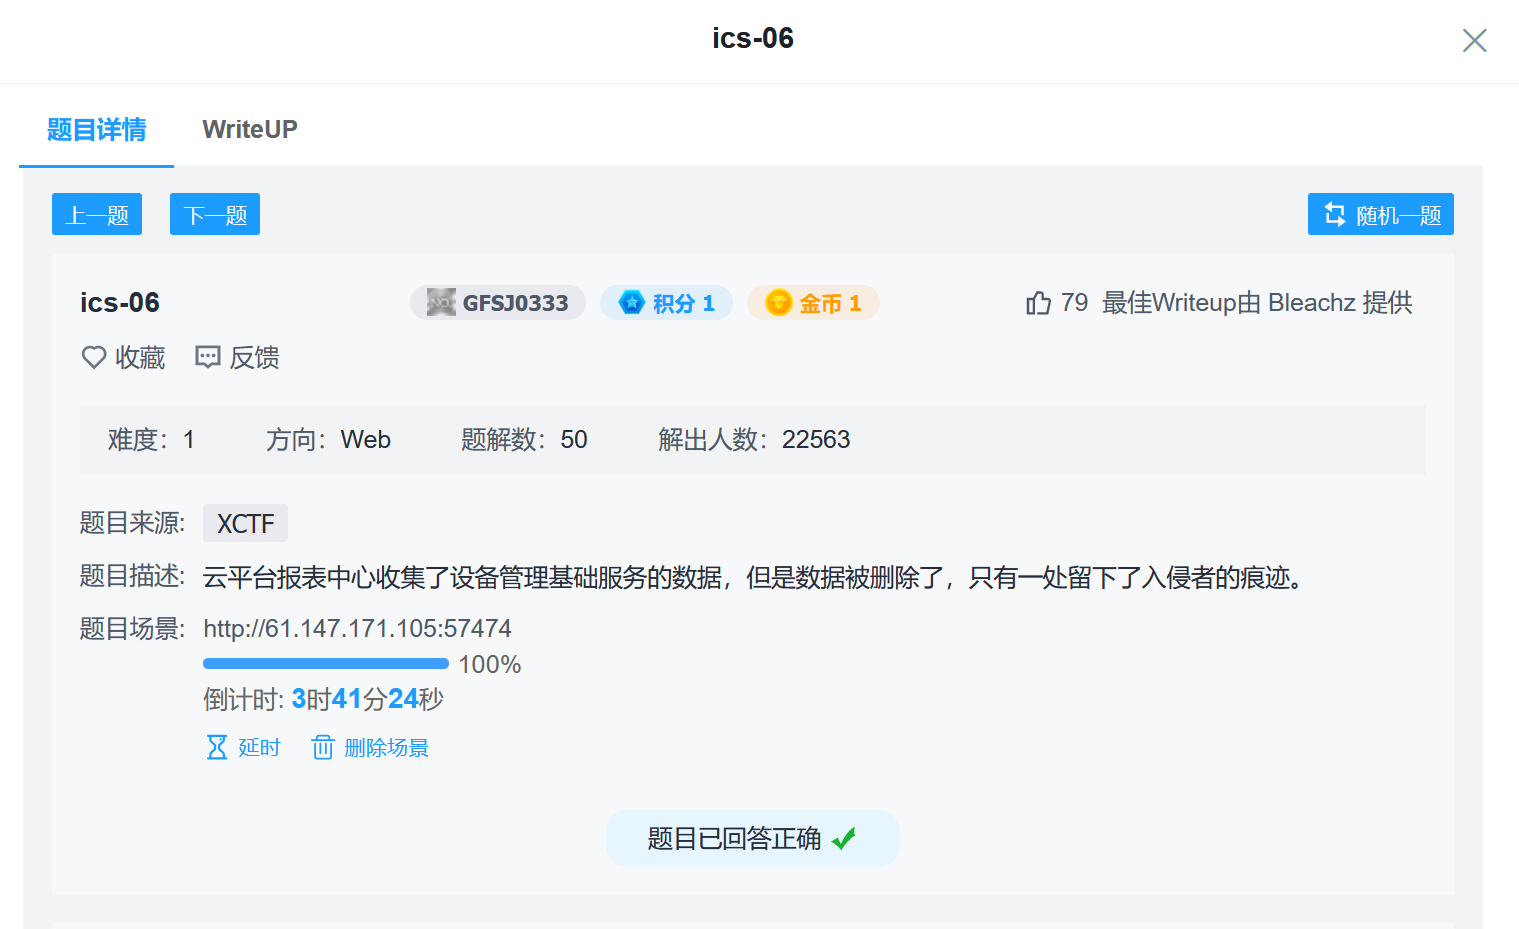 ics-06
题目详情 WriteUP
上一题 下一题 随机一题
ics-06 GFSJ0333 积分 1 金币 1 79 最佳Writeup由 Bleachz 提供
收藏 反馈
难度：1 方向：Web 题解数：50 解出人数：22563
题目来源: XCTF
题目描述: 云平台报表中心收集了设备管理基础服务的数据，但是数据被删除了，只有一处留下了入侵者的痕迹。
题目场景: http://61.147.171.105:57474
100%
倒计时: 3时41分24秒
延时 删除场景
题目已回答正确